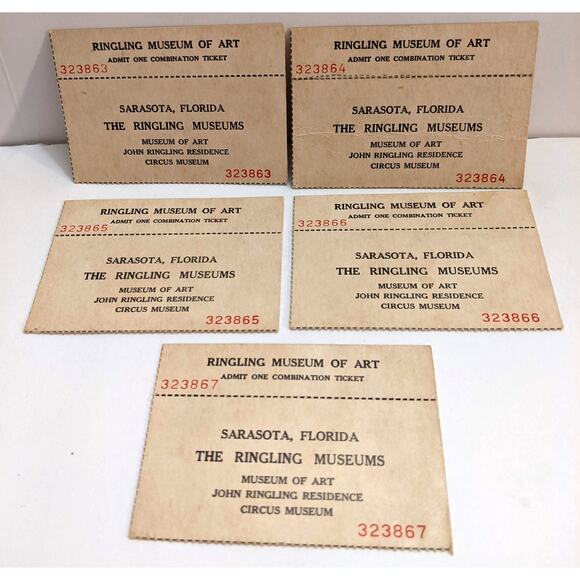 RINGLING MUSEUM OF ART
ADMIT ONE COMBINATION TICKET
323863
SARASOTA, FLORIDA
THE RINGLING MUSEUMS
MUSEUM OF ART
JOHN RINGLING RESIDENCE
CIRCUS MUSEUM
323863
RINGLING MUSEUM OF ART
ADMIT ONE COMBINATION TICKET
323864
SARASOTA, FLORIDA
THE RINGLING MUSEUMS
MUSEUM OF ART
JOHN RINGLING RESIDENCE
CIRCUS MUSEUM
323864
RINGLING MUSEUM OF ART
ADMIT ONE COMBINATION TICKET
323865
SARASOTA, FLORIDA
THE RINGLING MUSEUMS
MUSEUM OF ART
JOHN RINGLING RESIDENCE
CIRCUS MUSEUM
323865
RINGLING MUSEUM OF ART
ADMIT ONE COMBINATION TICKET
323866
SARASOTA, FLORIDA
THE RINGLING MUSEUMS
MUSEUM OF ART
JOHN RINGLING RESIDENCE
CIRCUS MUSEUM
323866
RINGLING MUSEUM OF ART
ADMIT ONE COMBINATION TICKET
323867
SARASOTA, FLORIDA
THE RINGLING MUSEUMS
MUSEUM OF ART
JOHN RINGLING RESIDENCE
CIRCUS MUSEUM
323867